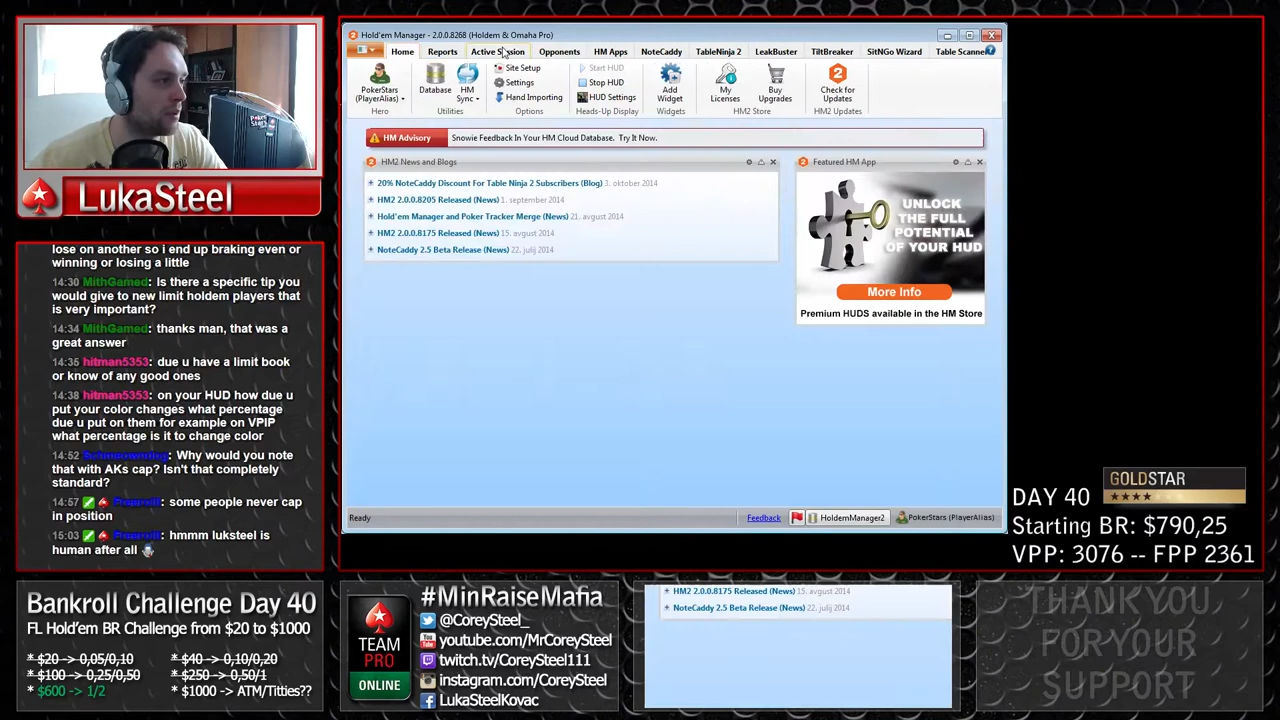 Hold'em Manager - 2.0.0.8268 (Holdem & Omaha Pro)
Home Reports Active Session Opponents HM Apps NoteCaddy TableNinja 2 LeakBuster TiltBreaker SitNGo Wizard Table Scanne
PokerStars (PlayerAlias)
Hero
Database
HM Sync
Utilities
Site Setup
Settings
Hand Importing
Options
Start HUD
Stop HUD
HUD Settings
Heads-Up Display
Add Widget
Widgets
My Licenses
Buy Upgrades
HM2 Store
Check for Updates
HM2 Updates
HM Advisory Snowie Feedback In Your HM Cloud Database. Try It Now.
HM2 News and Blogs
20% NoteCaddy Discount For Table Ninja 2 Subscribers (Blog) 3. oktober 2014
HM2 2.0.0.8205 Released (News) 1. september 2014
Hold'em Manager and Poker Tracker Merge (News) 21. avgust 2014
HM2 2.0.0.8175 Released (News) 15. avgust 2014
NoteCaddy 2.5 Beta Release (News) 22. julij 2014
Featured HM App
UNLOCK
THE FULL
POTENTIAL
OF YOUR HUD
More Info
Premium HUDS available in the HM Store
Ready
Feedback
HoldemManager2
PokerStars (PlayerAlias)
LukaSteel
lose on another so i end up braking even or
winning or losing a little
14:30 MithGamed: Is there a specific tip you
would give to new limit holdem players that
is very important?
14:34 MithGamed: thanks man, that was a
great answer
14:35 hitman5353: due u have a limit book
or know of any good ones
14:38 hitman5353: on your HUD how due u
put your color changes what percentage
due u put on them for example on VPIP
what percentage is it to change color
14:52 Why would you note
that with AKs cap? Isn't that completely
standard?
14:57 some people never cap
in position
15:03 hmmm luksteel is
human after all
GOLDSTAR
DAY 40
Starting BR: $790,25
VPP: 3076 -- FPP 2361
Bankroll Challenge Day 40
FL Hold'em BR Challenge from $20 to $1000
* $20 -> 0,05/0,10 * $40 -> 0,10/0,20
* $100 -> 0,25/0,50 * $250 -> 0,50/1
* $600 -> 1/2 * $1000 -> ATM/Titties??
TEAM
PRO
ONLINE
#MinRaiseMafia
@CoreySteel_
youtube.com/MrCoreySteel
twitch.tv/CoreySteel111
instagram.com/CoreySteel
LukaSteelKovac
HM2 2.0.0.8175 Released (News) 15. avgust 2014
NoteCaddy 2.5 Beta Release (News) 22. julij 2014
THANK YOU
FOR YOUR
SUPPORT